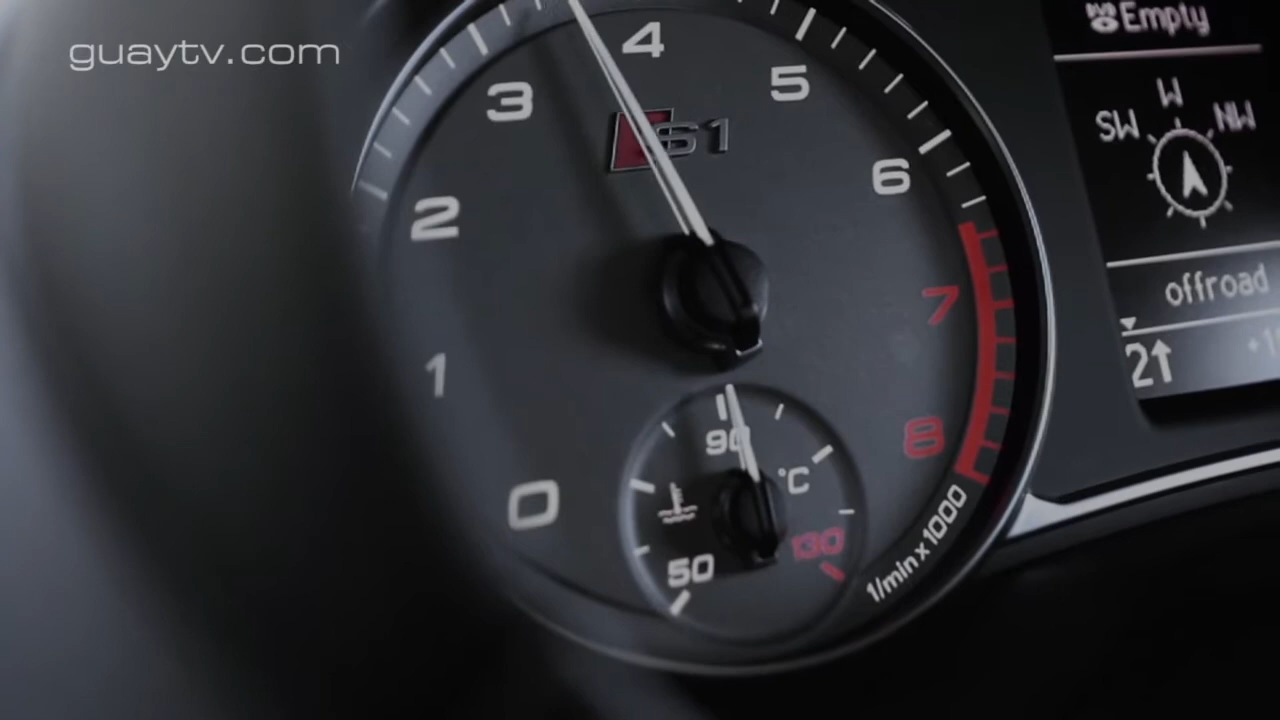 guaytv.com
0
1
2
3
4
5
6
7
8
S1
1/min x 1000
50
90
130
°C
DVD Empty
SW W NW
offroad
2↑